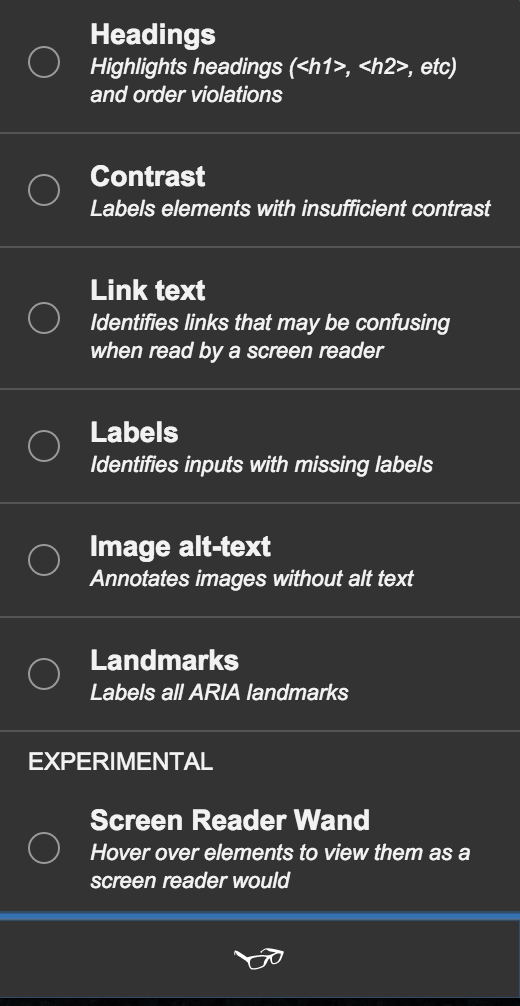 Headings
Highlights headings (<h1>, <h2>, etc)
and order violations
Contrast
Labels elements with insufficient contrast
Link text
Identifies links that may be confusing
when read by a screen reader
Labels
Identifies inputs with missing labels
Image alt-text
Annotates images without alt text
Landmarks
Labels all ARIA landmarks
EXPERIMENTAL
Screen Reader Wand
Hover over elements to view them as a
screen reader would